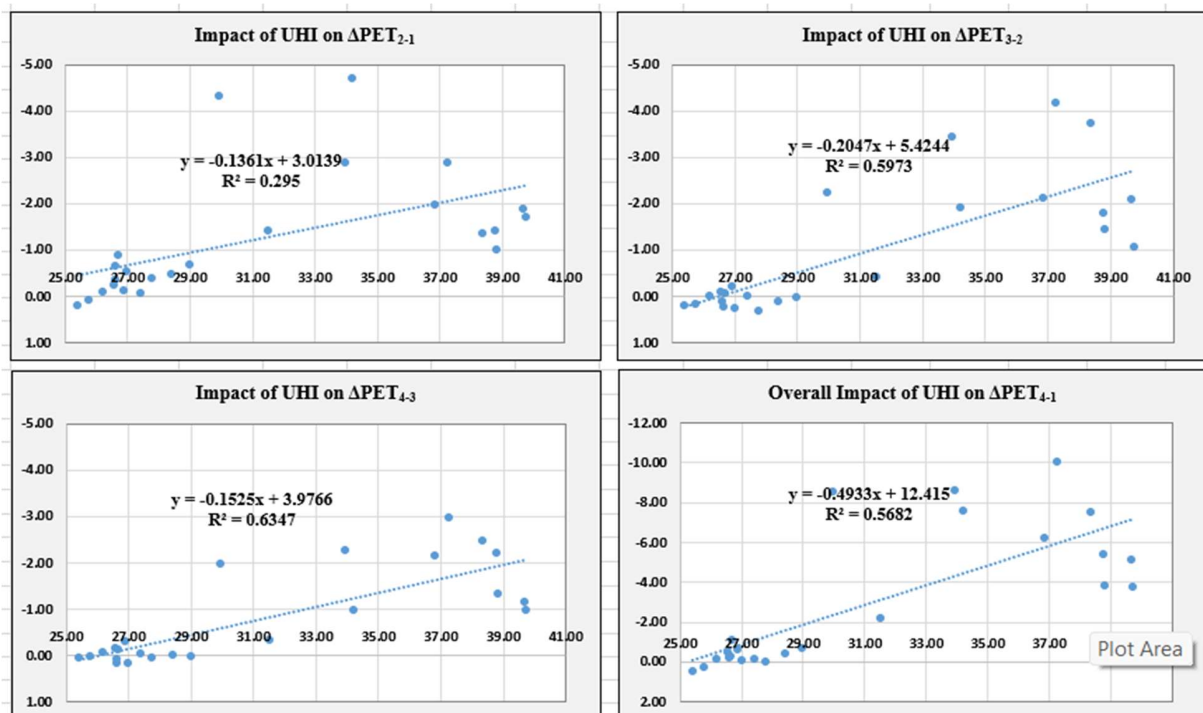 Impact of UHI on ΔPET₂₋₁
-5.00
-4.00
-3.00
-2.00
-1.00
0.00
1.00
y = -0.1361x + 3.0139
R² = 0.295
25.00 27.00 29.00 31.00 33.00 35.00 37.00 39.00 41.00
Impact of UHI on ΔPET₃₋₂
-5.00
-4.00
-3.00
-2.00
-1.00
0.00
1.00
y = -0.2047x + 5.4244
R² = 0.5973
25.00 27.00 29.00 31.00 33.00 35.00 37.00 39.00 41.00
Impact of UHI on ΔPET₄₋₃
-5.00
-4.00
-3.00
-2.00
-1.00
0.00
1.00
y = -0.1525x + 3.9766
R² = 0.6347
25.00 27.00 29.00 31.00 33.00 35.00 37.00 39.00 41.00
Overall Impact of UHI on ΔPET₄₋₁
-12.00
-10.00
-8.00
-6.00
-4.00
-2.00
0.00
2.00
y = -0.4933x + 12.415
R² = 0.5682
25.00 27.00 29.00 31.00 33.00 35.00 37.00
Plot Area